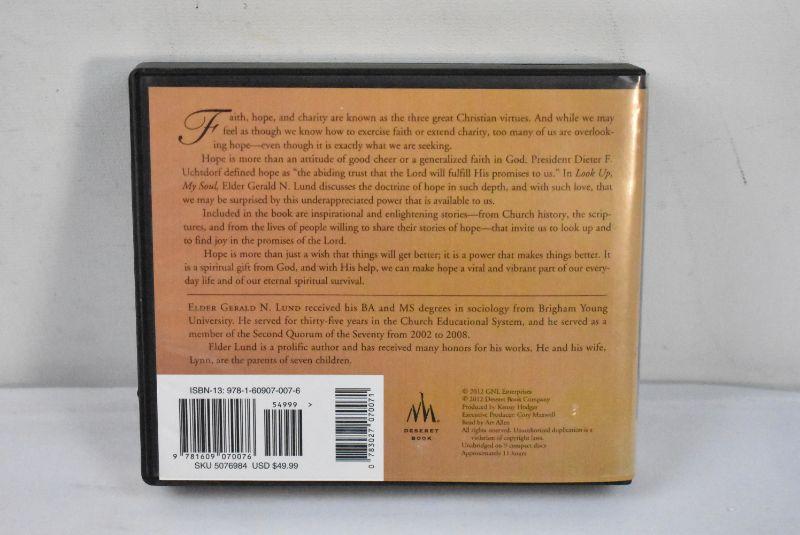 Faith, hope, and charity are known as the three great Christian virtues. And while we may
feel as though we know how to exercise faith or extend charity, too many of us are overlook-
ing hope—even though it is exactly what we are seeking.
Hope is more than an attitude of good cheer or a generalized faith in God. President Dieter F.
Uchtdorf defined hope as “the abiding trust that the Lord will fulfill His promises to us.” In Look Up,
My Soul, Elder Gerald N. Lund discusses the doctrine of hope in such depth, and with such love, that
we may be surprised by this underappreciated power that is available to us.
Included in the book are inspirational and enlightening stories—from Church history, the scrip-
tures, and from the lives of people willing to share their stories of hope—that invite us to look up and
to find joy in the promises of the Lord.
Hope is more than just a wish that things will get better; it is a power that makes things better. It
is a spiritual gift from God, and with His help, we can make hope a viral and vibrant part of our every-
day life and of our eternal spiritual survival.
ELDER GERALD N. LUND received his BA and MS degrees in sociology from Brigham Young
University. He served for thirty-five years in the Church Educational System, and he served as a
member of the Second Quorum of the Seventy from 2002 to 2008.
Elder Lund is a prolific author and has received many honors for his works. He and his wife,
Lynn, are the parents of seven children.
ISBN-13: 978-1-60907-007-6
54999 >
9 781609 070076
SKU 5076984 USD $49.99
0 783027 070071
DESERET
BOOK
© 2012 GNL Enterprises
© 2012 Deseret Book Company
Produced by Kenny Hodges
Executive Producer: Cory Maxwell
Read by Art Allen
All rights reserved. Unauthorized duplication is a
violation of copyright laws.
Unabridged on 9 compact discs
Approximately 11 hours